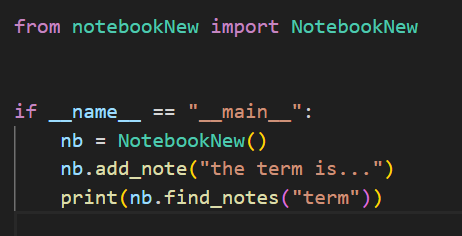 from notebookNew import NotebookNew
if __name__ == "__main__":
    nb = NotebookNew()
    nb.add_note("the term is...")
    print(nb.find_notes("term"))